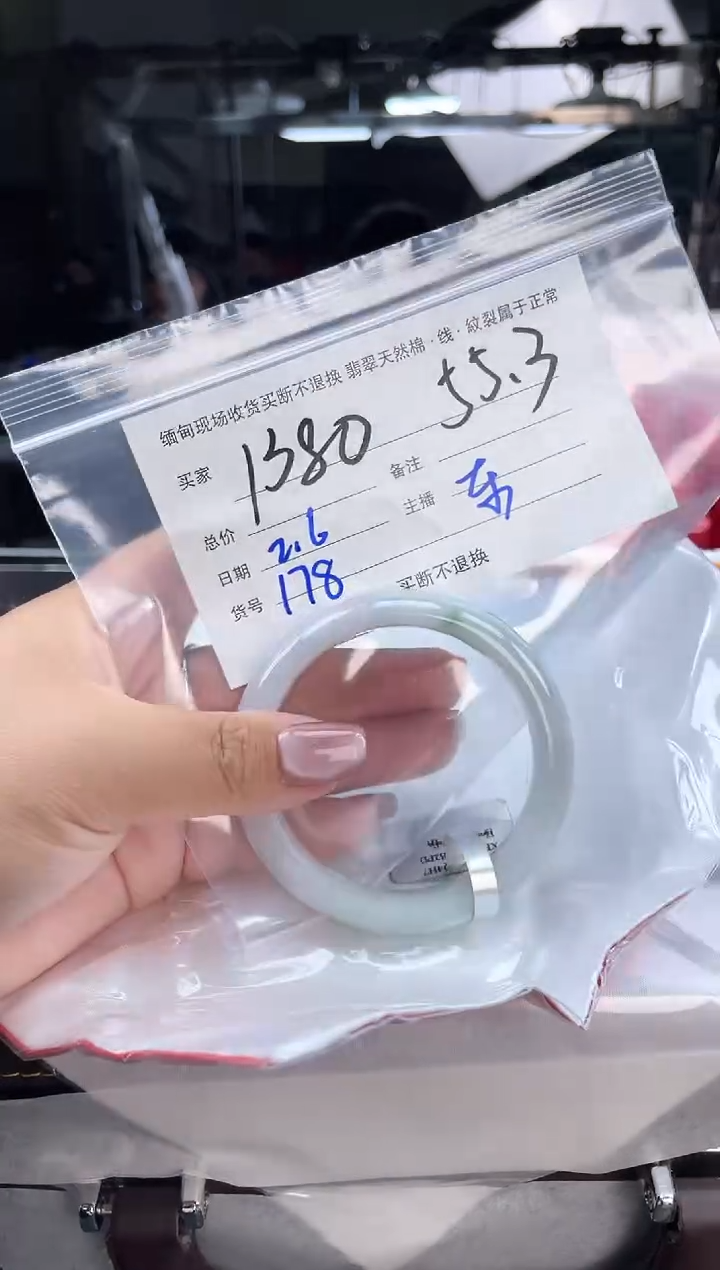 缅甸现场收货买断不退换 翡翠天然棉·线·紋裂属于正常
买家 1380 55.3
总价 备注
日期 2.6 主播
货号 178
买断不退换